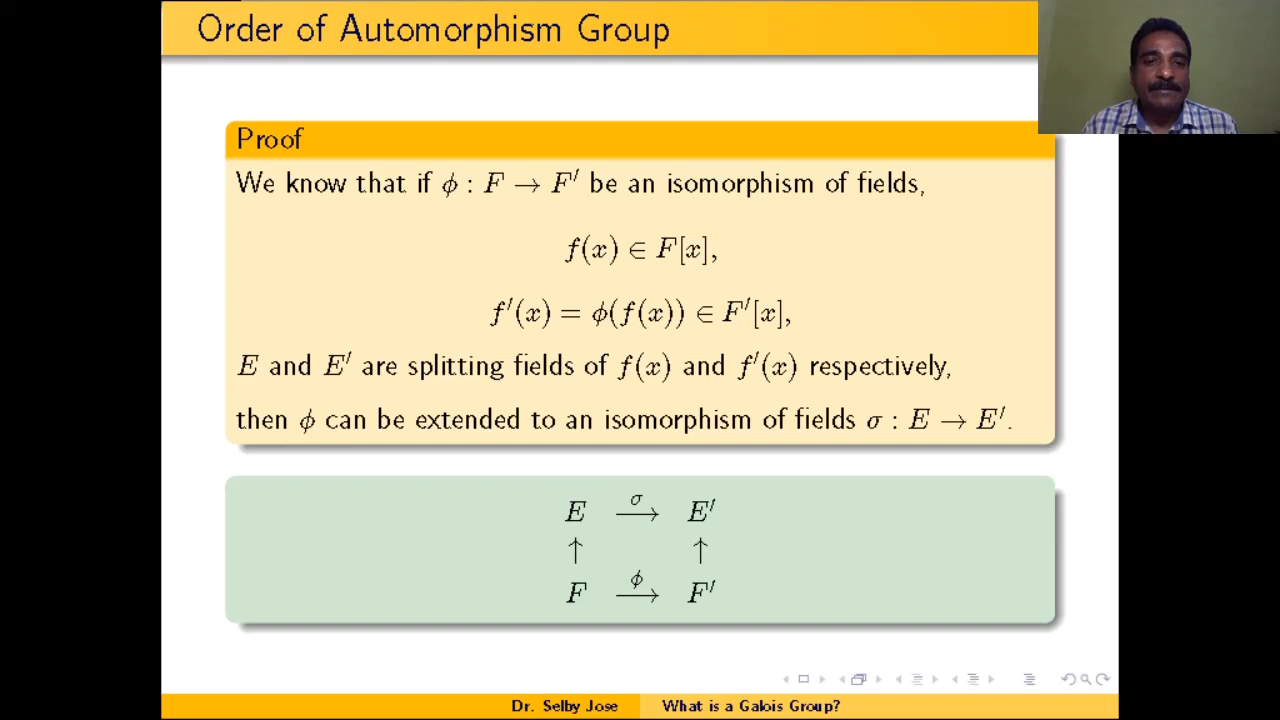 Order of Automorphism Group
Proof
We know that if ϕ : F → F′ be an isomorphism of fields,
f(x) ∈ F[x],
f′(x) = ϕ(f(x)) ∈ F′[x],
E and E′ are splitting fields of f(x) and f′(x) respectively,
then ϕ can be extended to an isomorphism of fields σ : E → E′.
σ
E ⟶ E′
↑ ↑
ϕ
F ⟶ F′
Dr. Selby Jose What is a Galois Group?